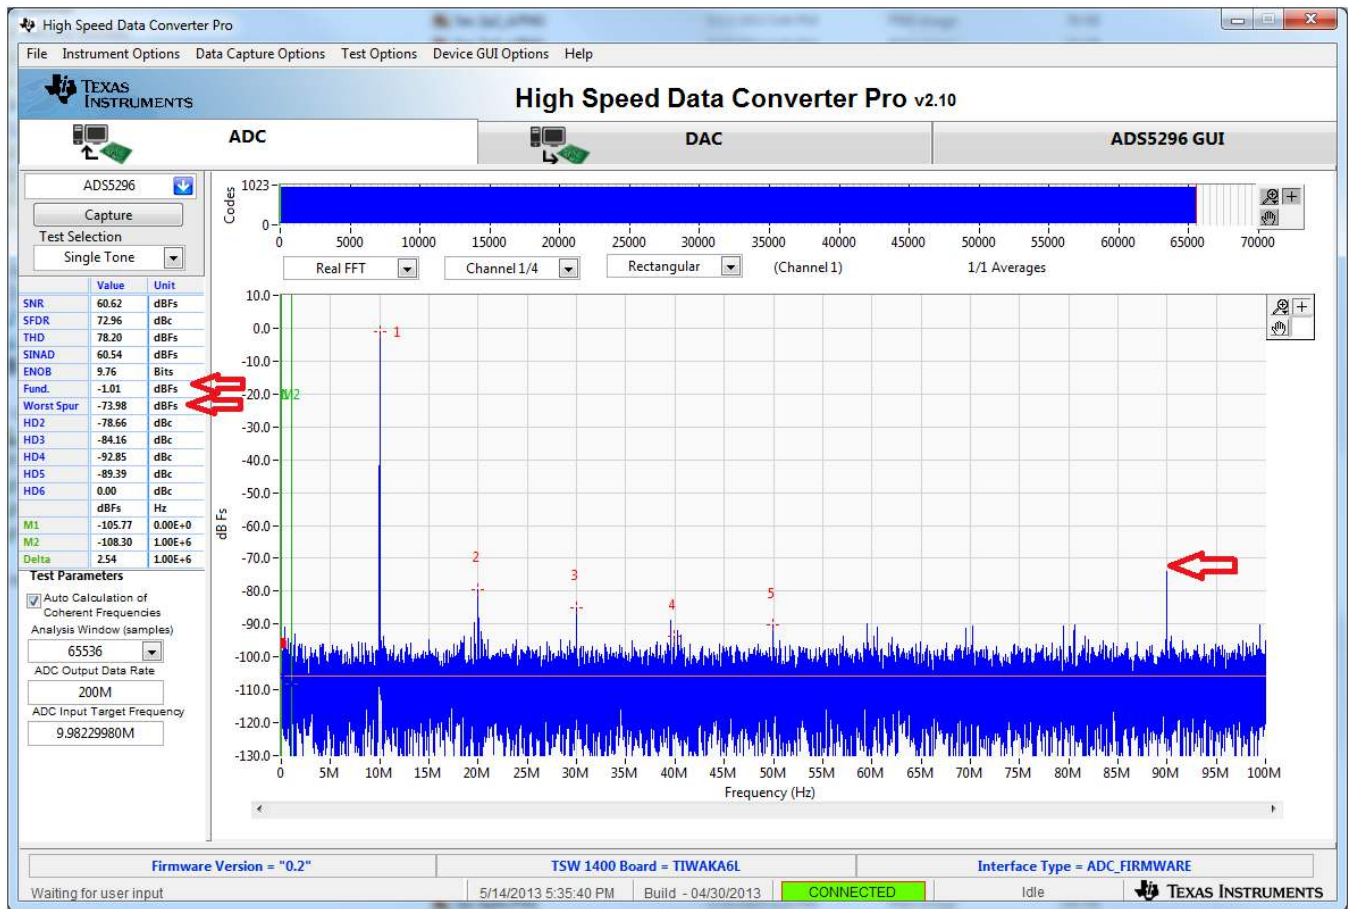 High Speed Data Converter Pro
File Instrument Options Data Capture Options Test Options Device GUI Options Help
TEXAS INSTRUMENTS
High Speed Data Converter Pro v2.10
ADC DAC ADS5296 GUI
ADS5296
Capture
Test Selection
Single Tone
Value Unit
SNR 60.62 dBFs
SFDR 72.96 dBc
THD 78.20 dBFs
SINAD 60.54 dBFs
ENOB 9.76 Bits
Fund. -1.01 dBFs
Worst Spur -73.98 dBFs
HD2 -78.66 dBc
HD3 -84.16 dBc
HD4 -92.85 dBc
HD5 -89.39 dBc
HD6 0.00 dBc
dBFs Hz
M1 -105.77 0.00E+0
M2 -108.30 1.00E+6
Delta 2.54 1.00E+6
Test Parameters
Auto Calculation of
Coherent Frequencies
Analysis Window (samples)
65536
ADC Output Data Rate
200M
ADC Input Target Frequency
9.98229980M
Codes
1023
0
0 5000 10000 15000 20000 25000 30000 35000 40000 45000 50000 55000 60000 65000 70000
Real FFT Channel 1/4 Rectangular (Channel 1) 1/1 Averages
dB Fs
10.0
0.0
-10.0
-20.0
-30.0
-40.0
-50.0
-60.0
-70.0
-80.0
-90.0
-100.0
-110.0
-120.0
-130.0
1
2
3
4
5
0 5M 10M 15M 20M 25M 30M 35M 40M 45M 50M 55M 60M 65M 70M 75M 80M 85M 90M 95M 100M
Frequency (Hz)
Firmware Version = "0.2" TSW 1400 Board = TIWAKA6L Interface Type = ADC_FIRMWARE
Waiting for user input 5/14/2013 5:35:40 PM Build - 04/30/2013 CONNECTED Idle TEXAS INSTRUMENTS